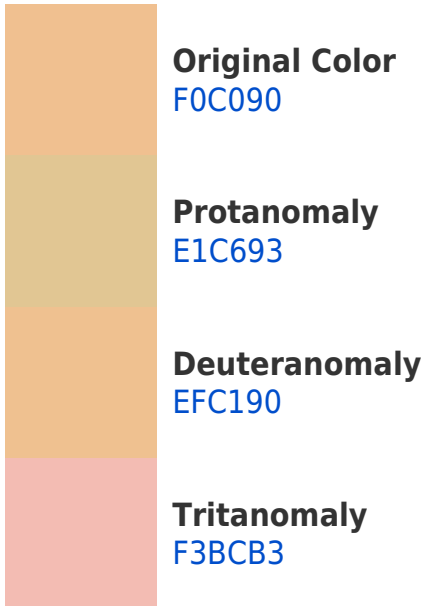 Original Color
F0C090
Protanomaly
E1C693
Deuteranomaly
EFC190
Tritanomaly
F3BCB3